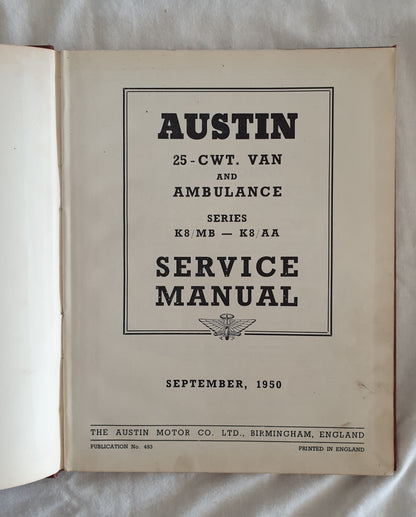 AUSTIN
25-CWT. VAN
AND
AMBULANCE
SERIES
K8/MB — K8/AA
SERVICE
MANUAL
SEPTEMBER, 1950
THE AUSTIN MOTOR CO. LTD., BIRMINGHAM, ENGLAND
PUBLICATION No. 483 PRINTED IN ENGLAND